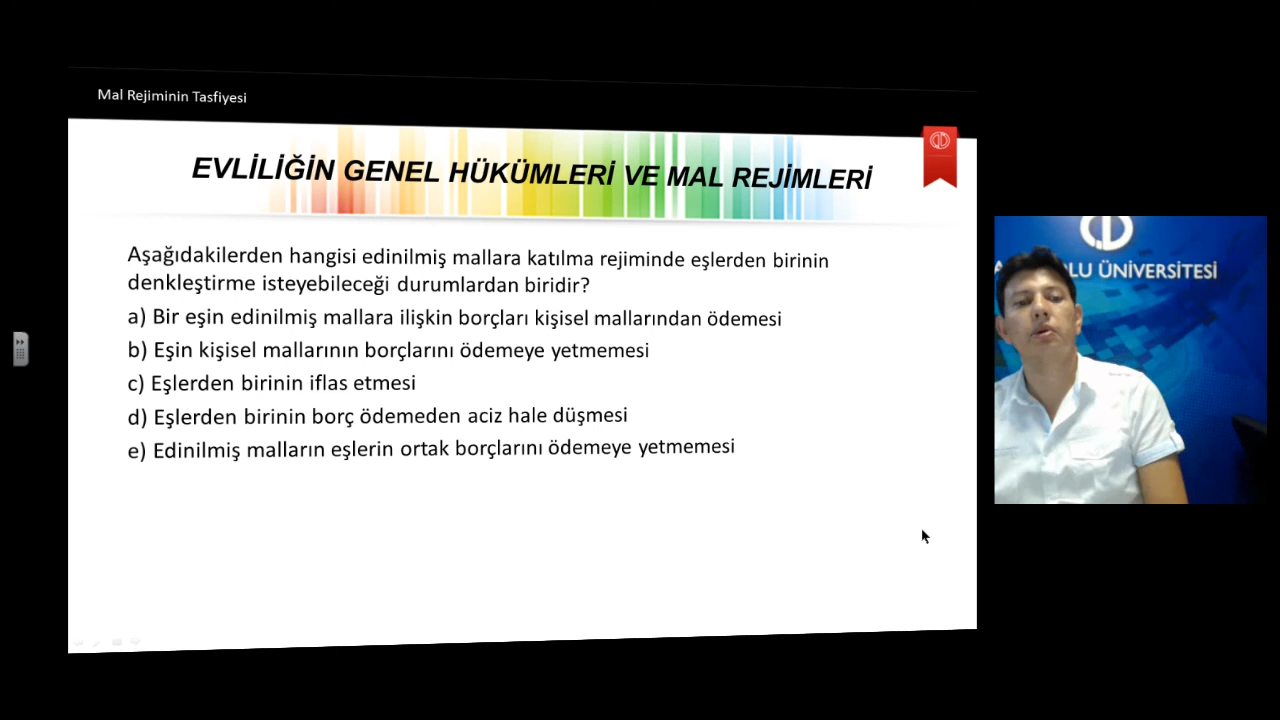 Mal Rejiminin Tasfiyesi
EVLİLİĞİN GENEL HÜKÜMLERİ VE MAL REJİMLERİ
Aşağıdakilerden hangisi edinilmiş mallara katılma rejiminde eşlerden birinin
denkleştirme isteyebileceği durumlardan biridir?
a) Bir eşin edinilmiş mallara ilişkin borçları kişisel mallarından ödemesi
b) Eşin kişisel mallarının borçlarını ödemeye yetmemesi
c) Eşlerden birinin iflas etmesi
d) Eşlerden birinin borç ödemeden aciz hale düşmesi
e) Edinilmiş malların eşlerin ortak borçlarını ödemeye yetmemesi
ÜNİVERSİTESİ